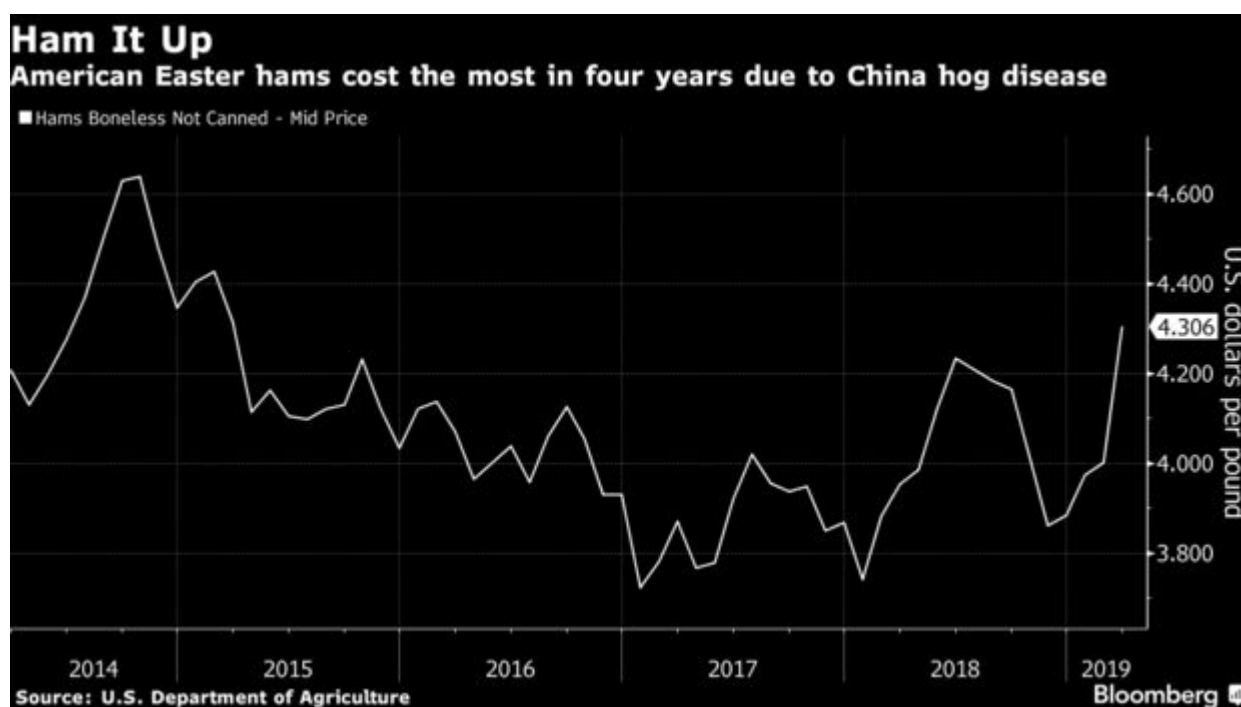 Ham It Up
American Easter hams cost the most in four years due to China hog disease
Hams Boneless Not Canned - Mid Price
4.600
4.400
4.306
4.200
4.000
3.800
U.S. dollars per pound
2014 2015 2016 2017 2018 2019
Source: U.S. Department of Agriculture
Bloomberg